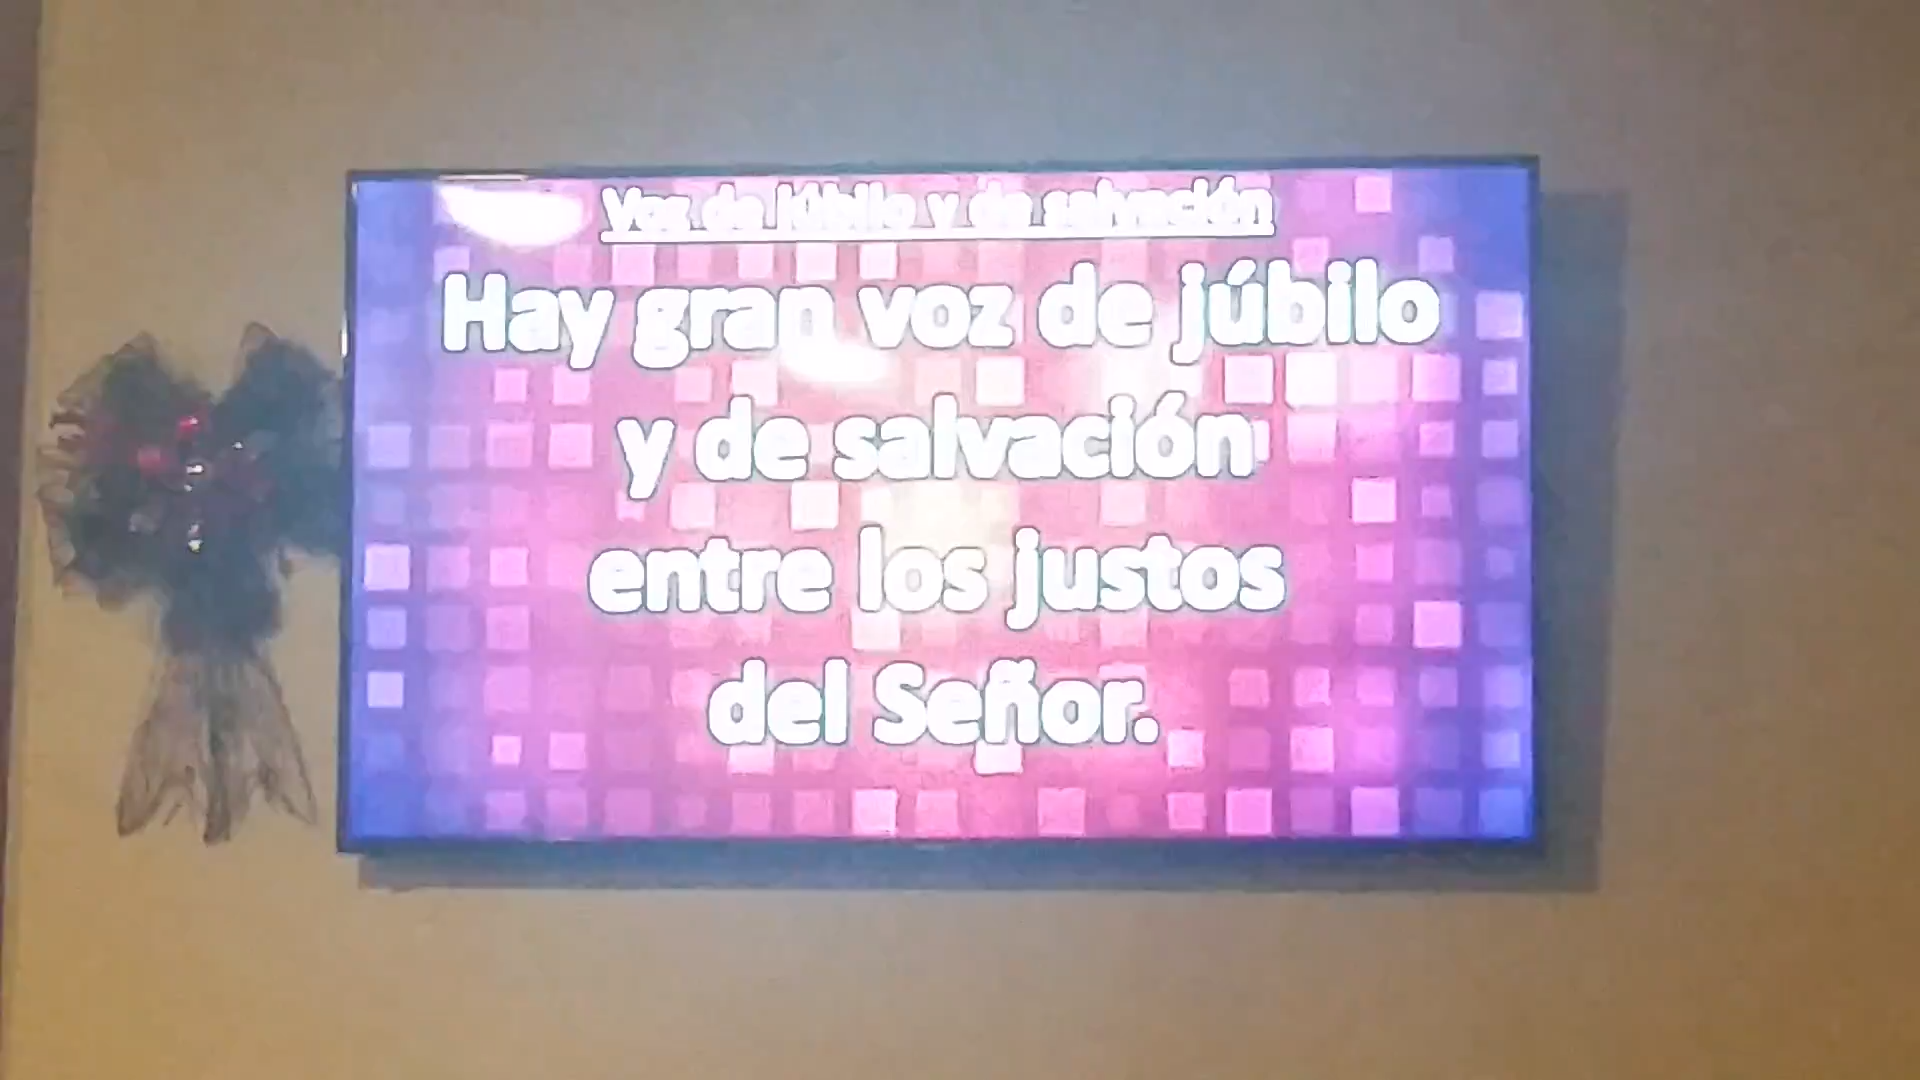 Voz de júbilo y de salvación
Hay gran voz de júbilo
y de salvación
entre los justos
del Señor.